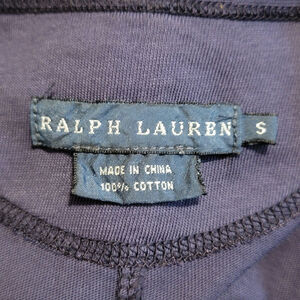 RALPH LAUREN S
MADE IN CHINA
100% COTTON